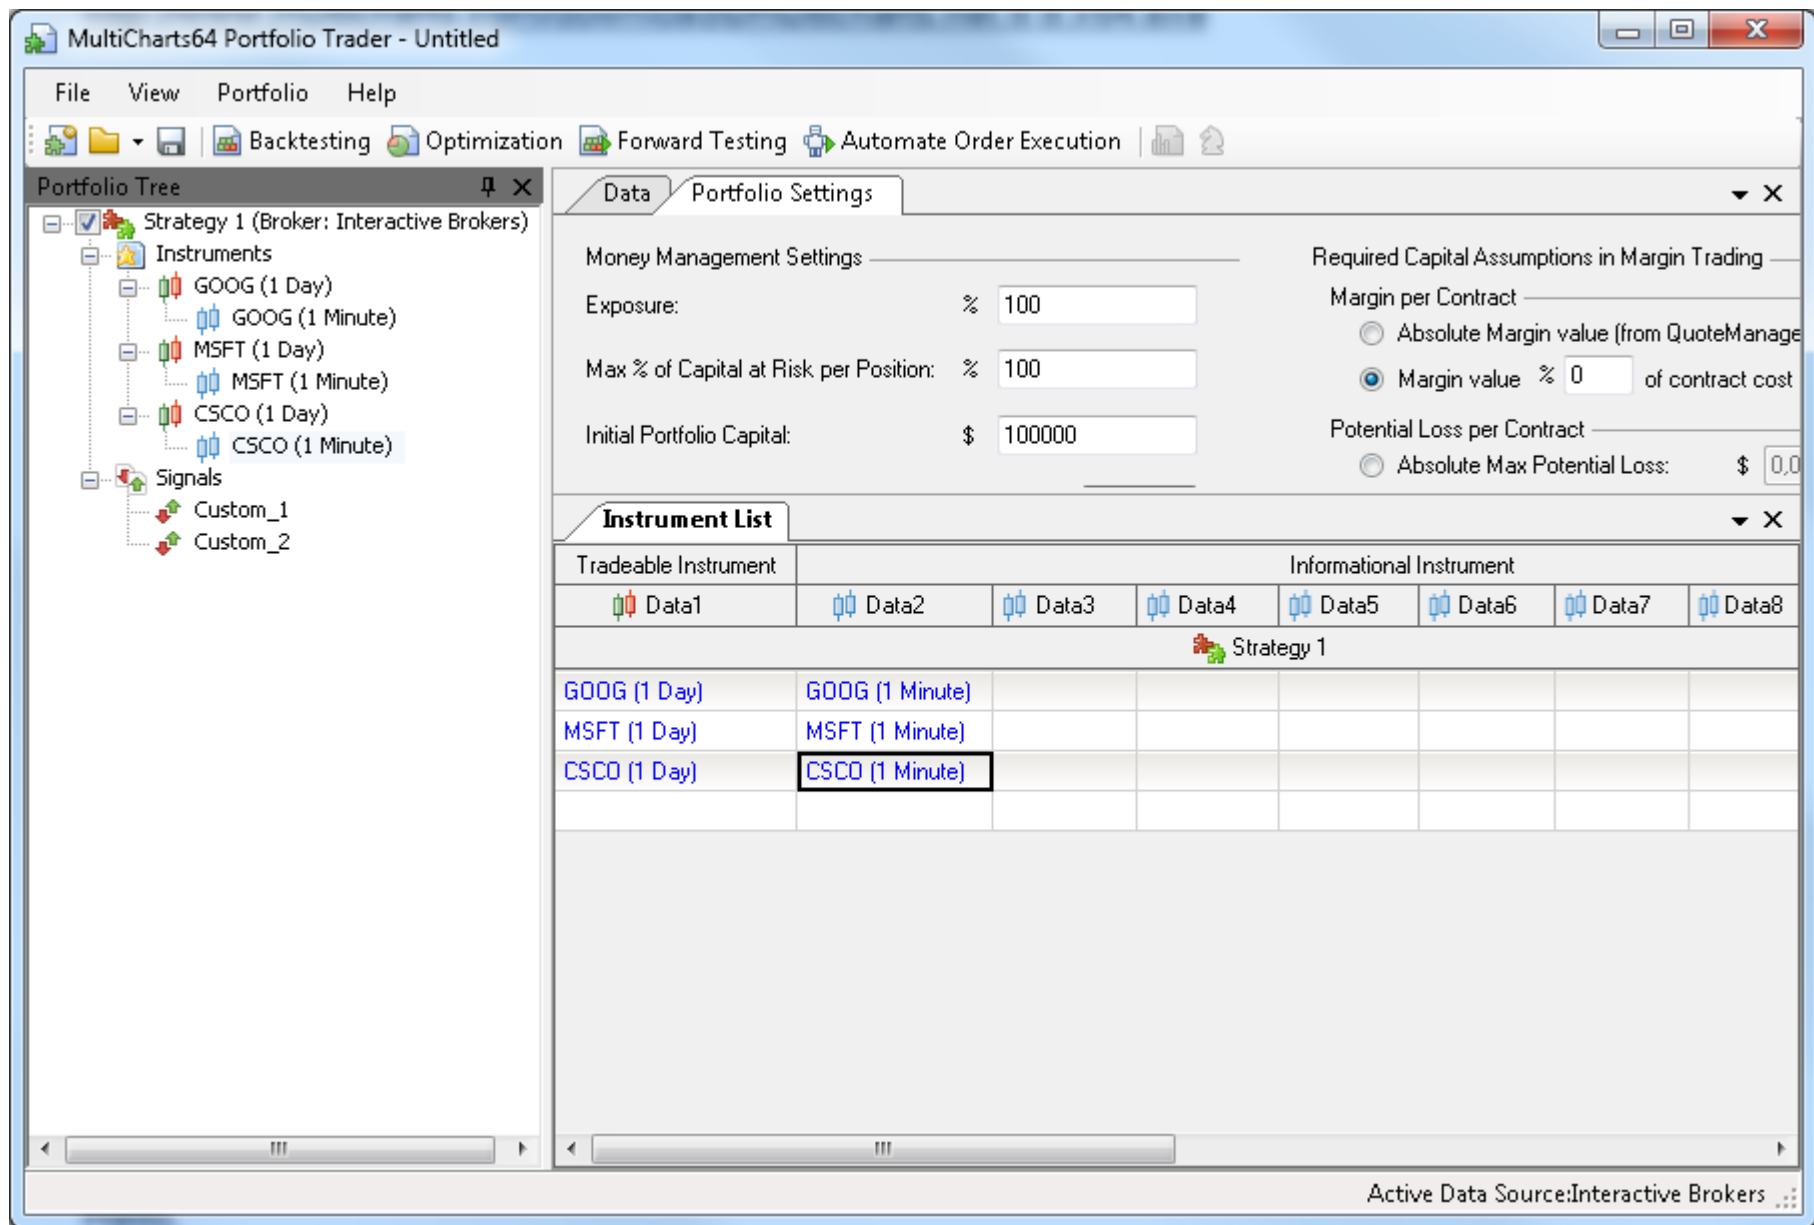 MultiCharts64 Portfolio Trader - Untitled
File View Portfolio Help
Backtesting Optimization Forward Testing Automate Order Execution
Portfolio Tree
Strategy 1 (Broker: Interactive Brokers)
Instruments
GOOG (1 Day)
GOOG (1 Minute)
MSFT (1 Day)
MSFT (1 Minute)
CSCO (1 Day)
CSCO (1 Minute)
Signals
Custom_1
Custom_2
Data Portfolio Settings
Money Management Settings
Exposure: % 100
Max % of Capital at Risk per Position: % 100
Initial Portfolio Capital: $ 100000
Required Capital Assumptions in Margin Trading
Margin per Contract
Absolute Margin value (from QuoteManage
Margin value % 0 of contract cost
Potential Loss per Contract
Absolute Max Potential Loss: $ 0,0
Instrument List
Tradeable Instrument Informational Instrument
Data1 Data2 Data3 Data4 Data5 Data6 Data7 Data8
Strategy 1
GOOG (1 Day) GOOG (1 Minute)
MSFT (1 Day) MSFT (1 Minute)
CSCO (1 Day) CSCO (1 Minute)
Active Data Source:Interactive Brokers